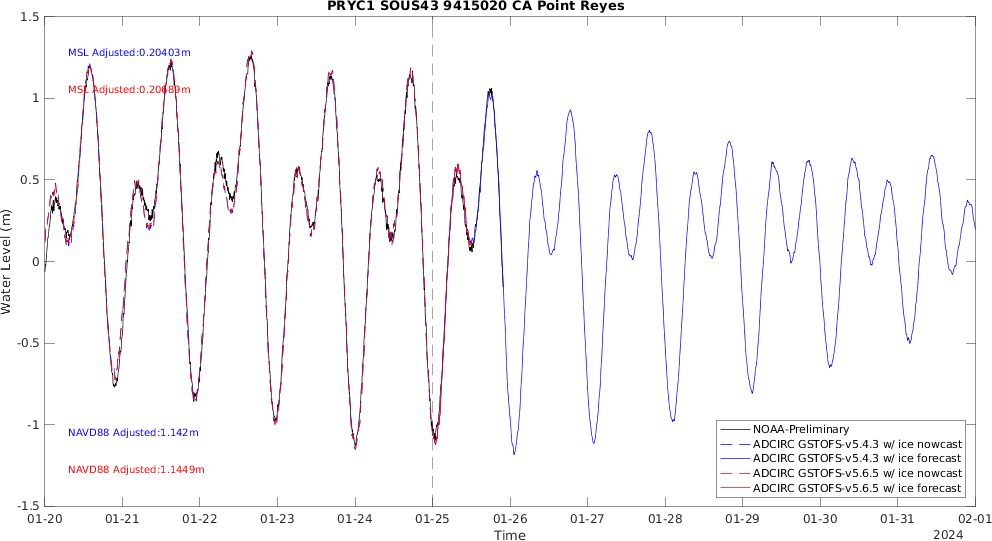 PRYC1 SOUS43 9415020 CA Point Reyes
1.5
1
0.5
0
-0.5
-1
-1.5
Water Level (m)
MSL Adjusted:0.20403m
MSL Adjusted:0.20689m
NAVD88 Adjusted:1.142m
NAVD88 Adjusted:1.1449m
NOAA-Preliminary
ADCIRC GSTOFS-v5.4.3 w/ ice nowcast
ADCIRC GSTOFS-v5.4.3 w/ ice forecast
ADCIRC GSTOFS-v5.6.5 w/ ice nowcast
ADCIRC GSTOFS-v5.6.5 w/ ice forecast
01-20 01-21 01-22 01-23 01-24 01-25 01-26 01-27 01-28 01-29 01-30 01-31 02-01
Time
2024